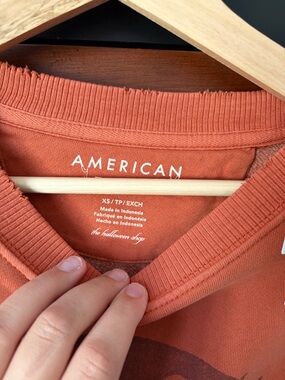 AMERICAN
XS / TP / EXCH
Made in Indonesia
Fabriqué en Indonésie
Hecho en Indonesia
the halloween shop